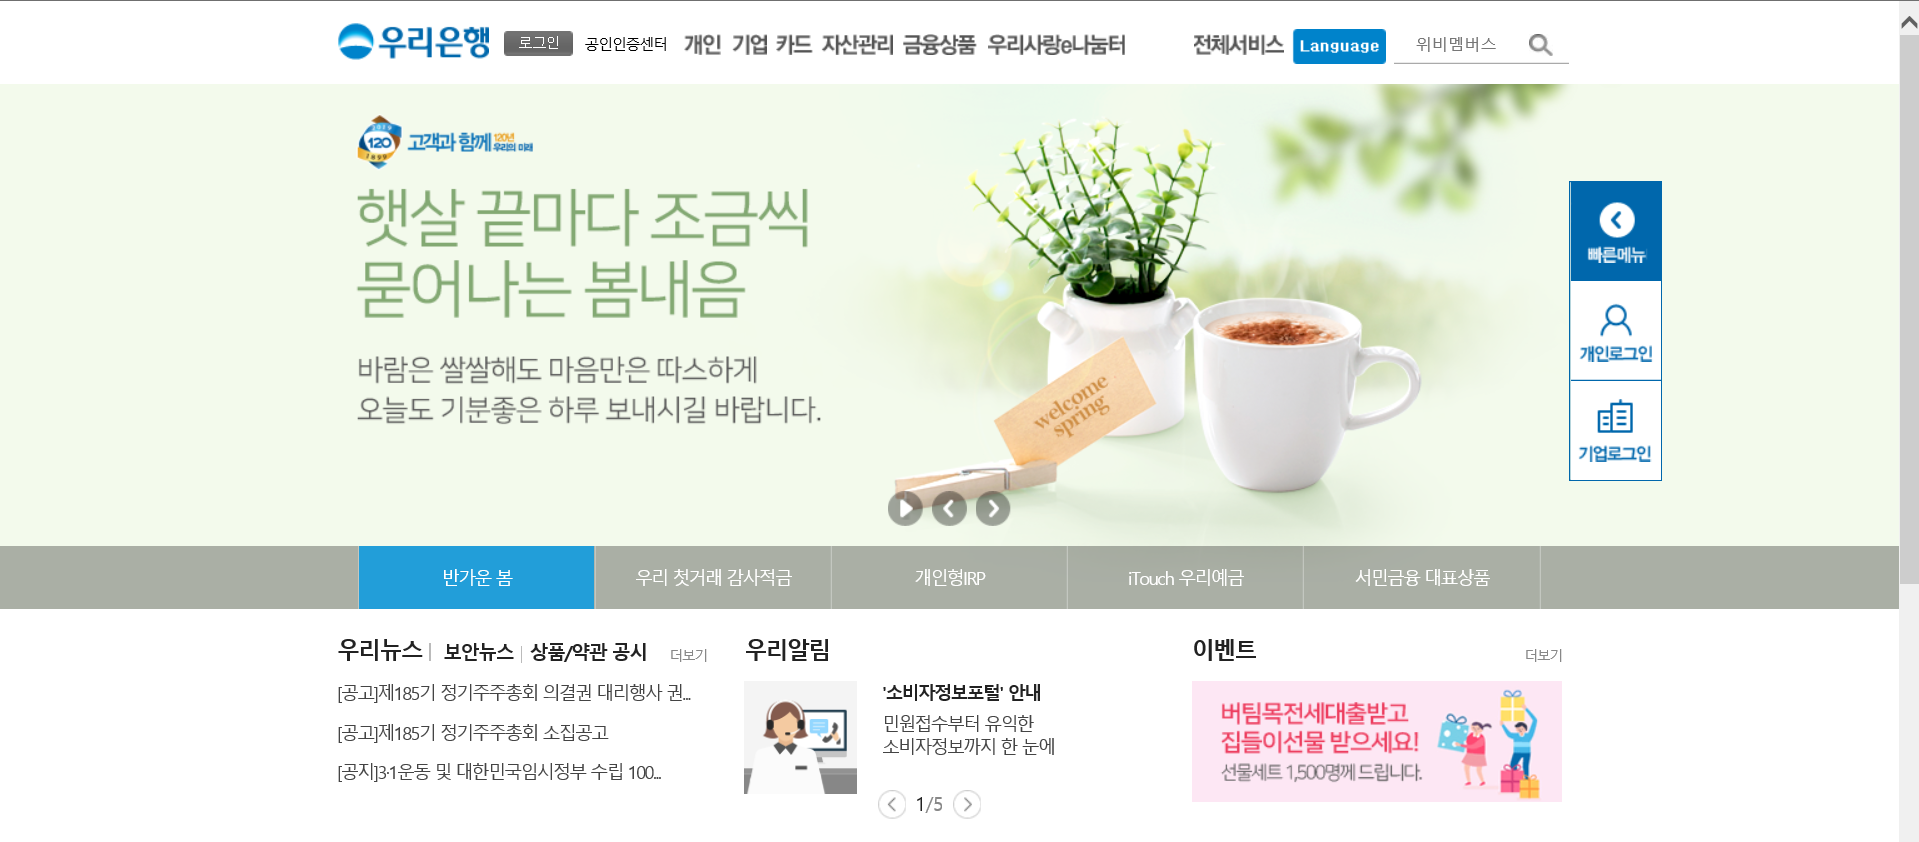 우리은행
로그인
공인인증센터
개인
기업
카드
자산관리
금융상품
우리사랑e나눔터
전체서비스
Language
위비멤버스
2019
120
1899
고객과 함께
120년
우리의 미래
햇살 끝마다 조금씩
묻어나는 봄내음
바람은 쌀쌀해도 마음만은 따스하게
오늘도 기분좋은 하루 보내시길 바랍니다.
welcome
spring
빠른메뉴
개인로그인
기업로그인
반가운 봄
우리 첫거래 감사적금
개인형IRP
iTouch 우리예금
서민금융 대표상품
우리뉴스
보안뉴스
상품/약관 공시
더보기
[공고]제185기 정기주주총회 의결권 대리행사 권...
[공고]제185기 정기주주총회 소집공고
[공지]3·1운동 및 대한민국임시정부 수립 100...
우리알림
'소비자정보포털' 안내
민원접수부터 유의한
소비자정보까지 한 눈에
1/5
이벤트
더보기
버팀목전세대출받고
집들이선물 받으세요!
선물세트 1,500명께 드립니다.